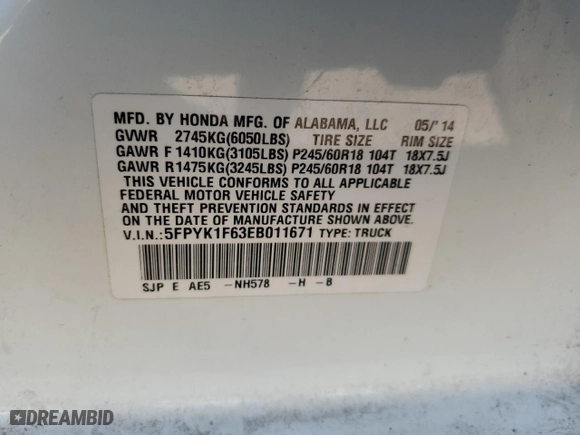 MFD. BY HONDA MFG. OF ALABAMA, LLC 05/'14
GVWR 2745KG(6050LBS) TIRE SIZE RIM SIZE
GAWR F 1410KG(3105LBS) P245/60R18 104T 18X7.5J
GAWR R 1475KG(3245LBS) P245/60R18 104T 18X7.5J
THIS VEHICLE CONFORMS TO ALL APPLICABLE
FEDERAL MOTOR VEHICLE SAFETY
AND THEFT PREVENTION STANDARDS IN EFFECT
ON THE DATE OF MANUFACTURE SHOWN ABOVE.
V.I.N.: 5FPYK1F63EB011671 TYPE: TRUCK
SJP E AE5 -NH578 -H -B
DREAMBID